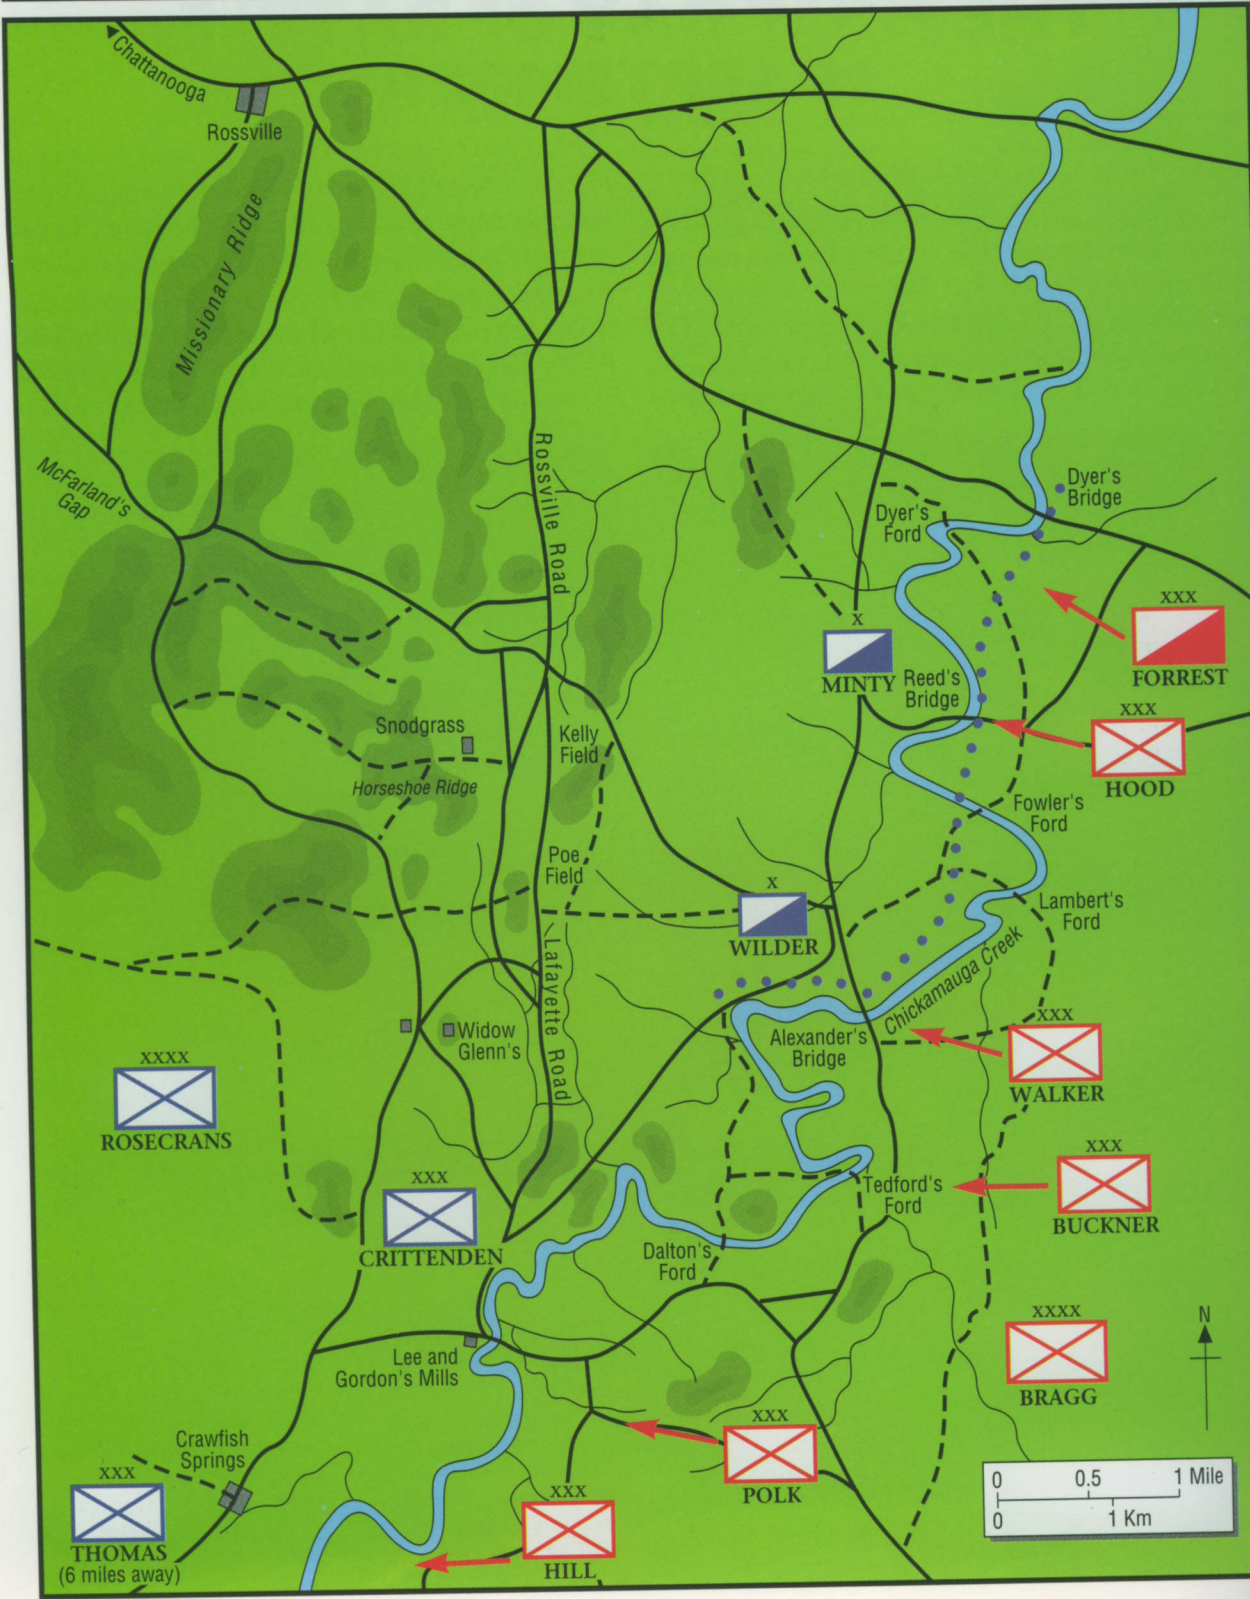 Chattanooga
Rossville
Missionary Ridge
McFarland's
Gap
Rossville Road
Dyer's
Bridge
Dyer's
Ford
XXX
FORREST
X
MINTY
Reed's
Bridge
XXX
HOOD
Snodgrass
Kelly
Field
Horseshoe Ridge
Fowler's
Ford
Poe
Field
X
WILDER
Lambert's
Ford
Lafayette Road
Chickamauga Creek
Widow
Glenn's
Alexander's
Bridge
XXX
WALKER
XXXX
ROSECRANS
XXX
CRITTENDEN
XXX
BUCKNER
Tedford's
Ford
Dalton's
Ford
XXXX
BRAGG
N
Lee and
Gordon's Mills
XXX
POLK
Crawfish
Springs
XXX
THOMAS
(6 miles away)
XXX
HILL
0 0.5 1 Mile
0 1 Km